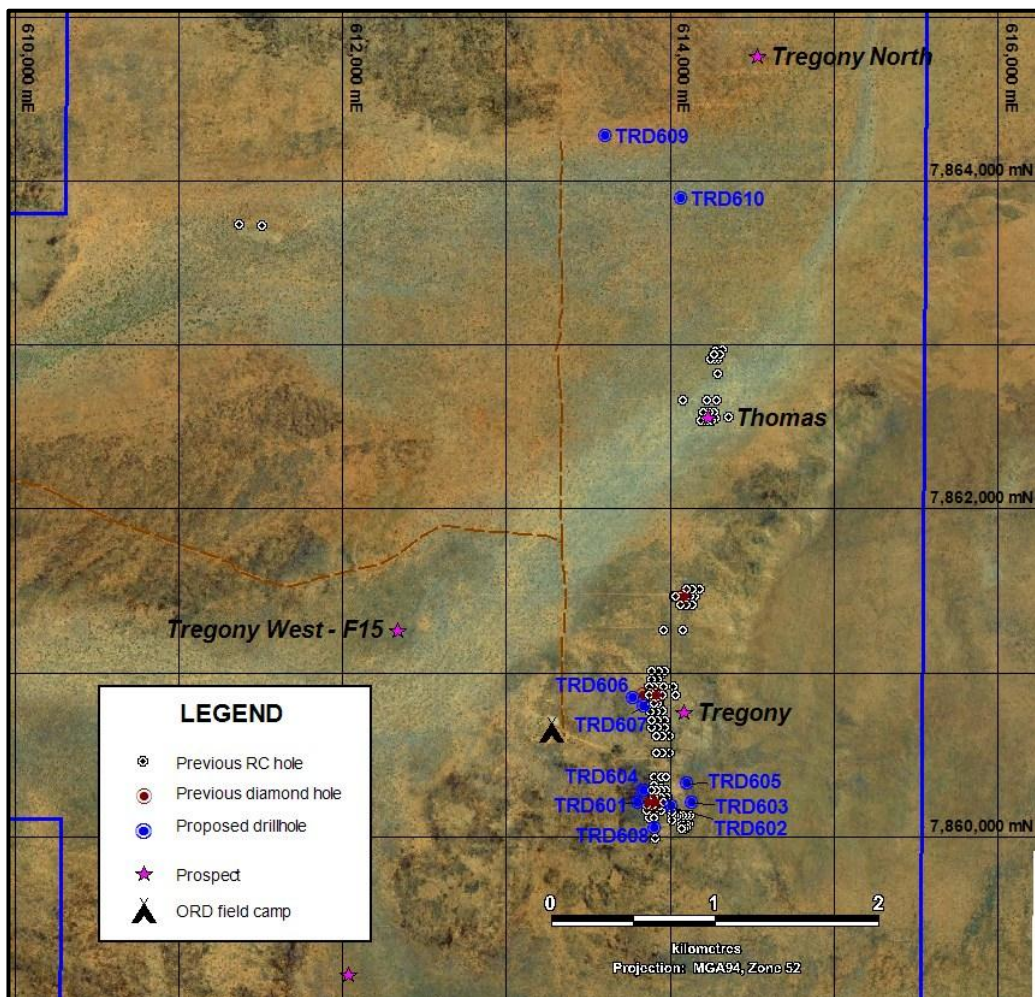 610,000 mE
612,000 mE
614,000 mE
616,000 mE
Tregony North
TRD609
7,864,000 mN
TRD610
Thomas
7,862,000 mN
Tregony West - F15
TRD606
Tregony
TRD607
TRD604
TRD605
TRD601
TRD603
TRD602
TRD608
7,860,000 mN
LEGEND
Previous RC hole
Previous diamond hole
Proposed drillhole
Prospect
ORD field camp
0 1 2
kilometres
Projection: MGA94, Zone 52